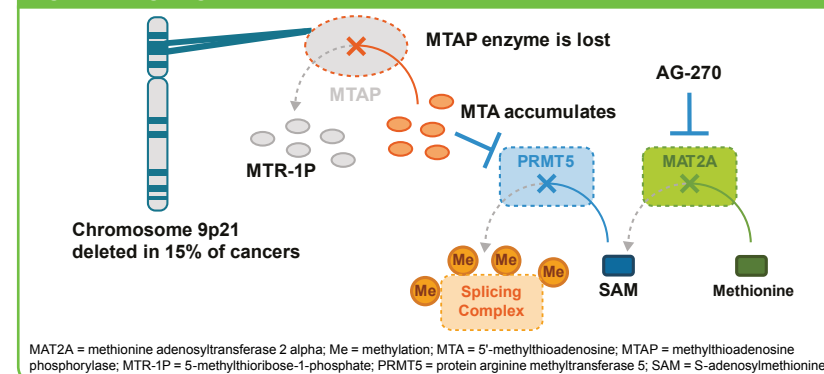 MTAP enzyme is lost
AG-270
MTAP
MTA accumulates
PRMT5
MAT2A
MTR-1P
Chromosome 9p21
deleted in 15% of cancers
Me
Me
Me
Me
Splicing
Complex
SAM
Methionine
MAT2A = methionine adenosyltransferase 2 alpha; Me = methylation; MTA = 5'-methylthioadenosine; MTAP = methylthioadenosine
phosphorylase; MTR-1P = 5-methylthioribose-1-phosphate; PRMT5 = protein arginine methyltransferase 5; SAM = S-adenosylmethionine